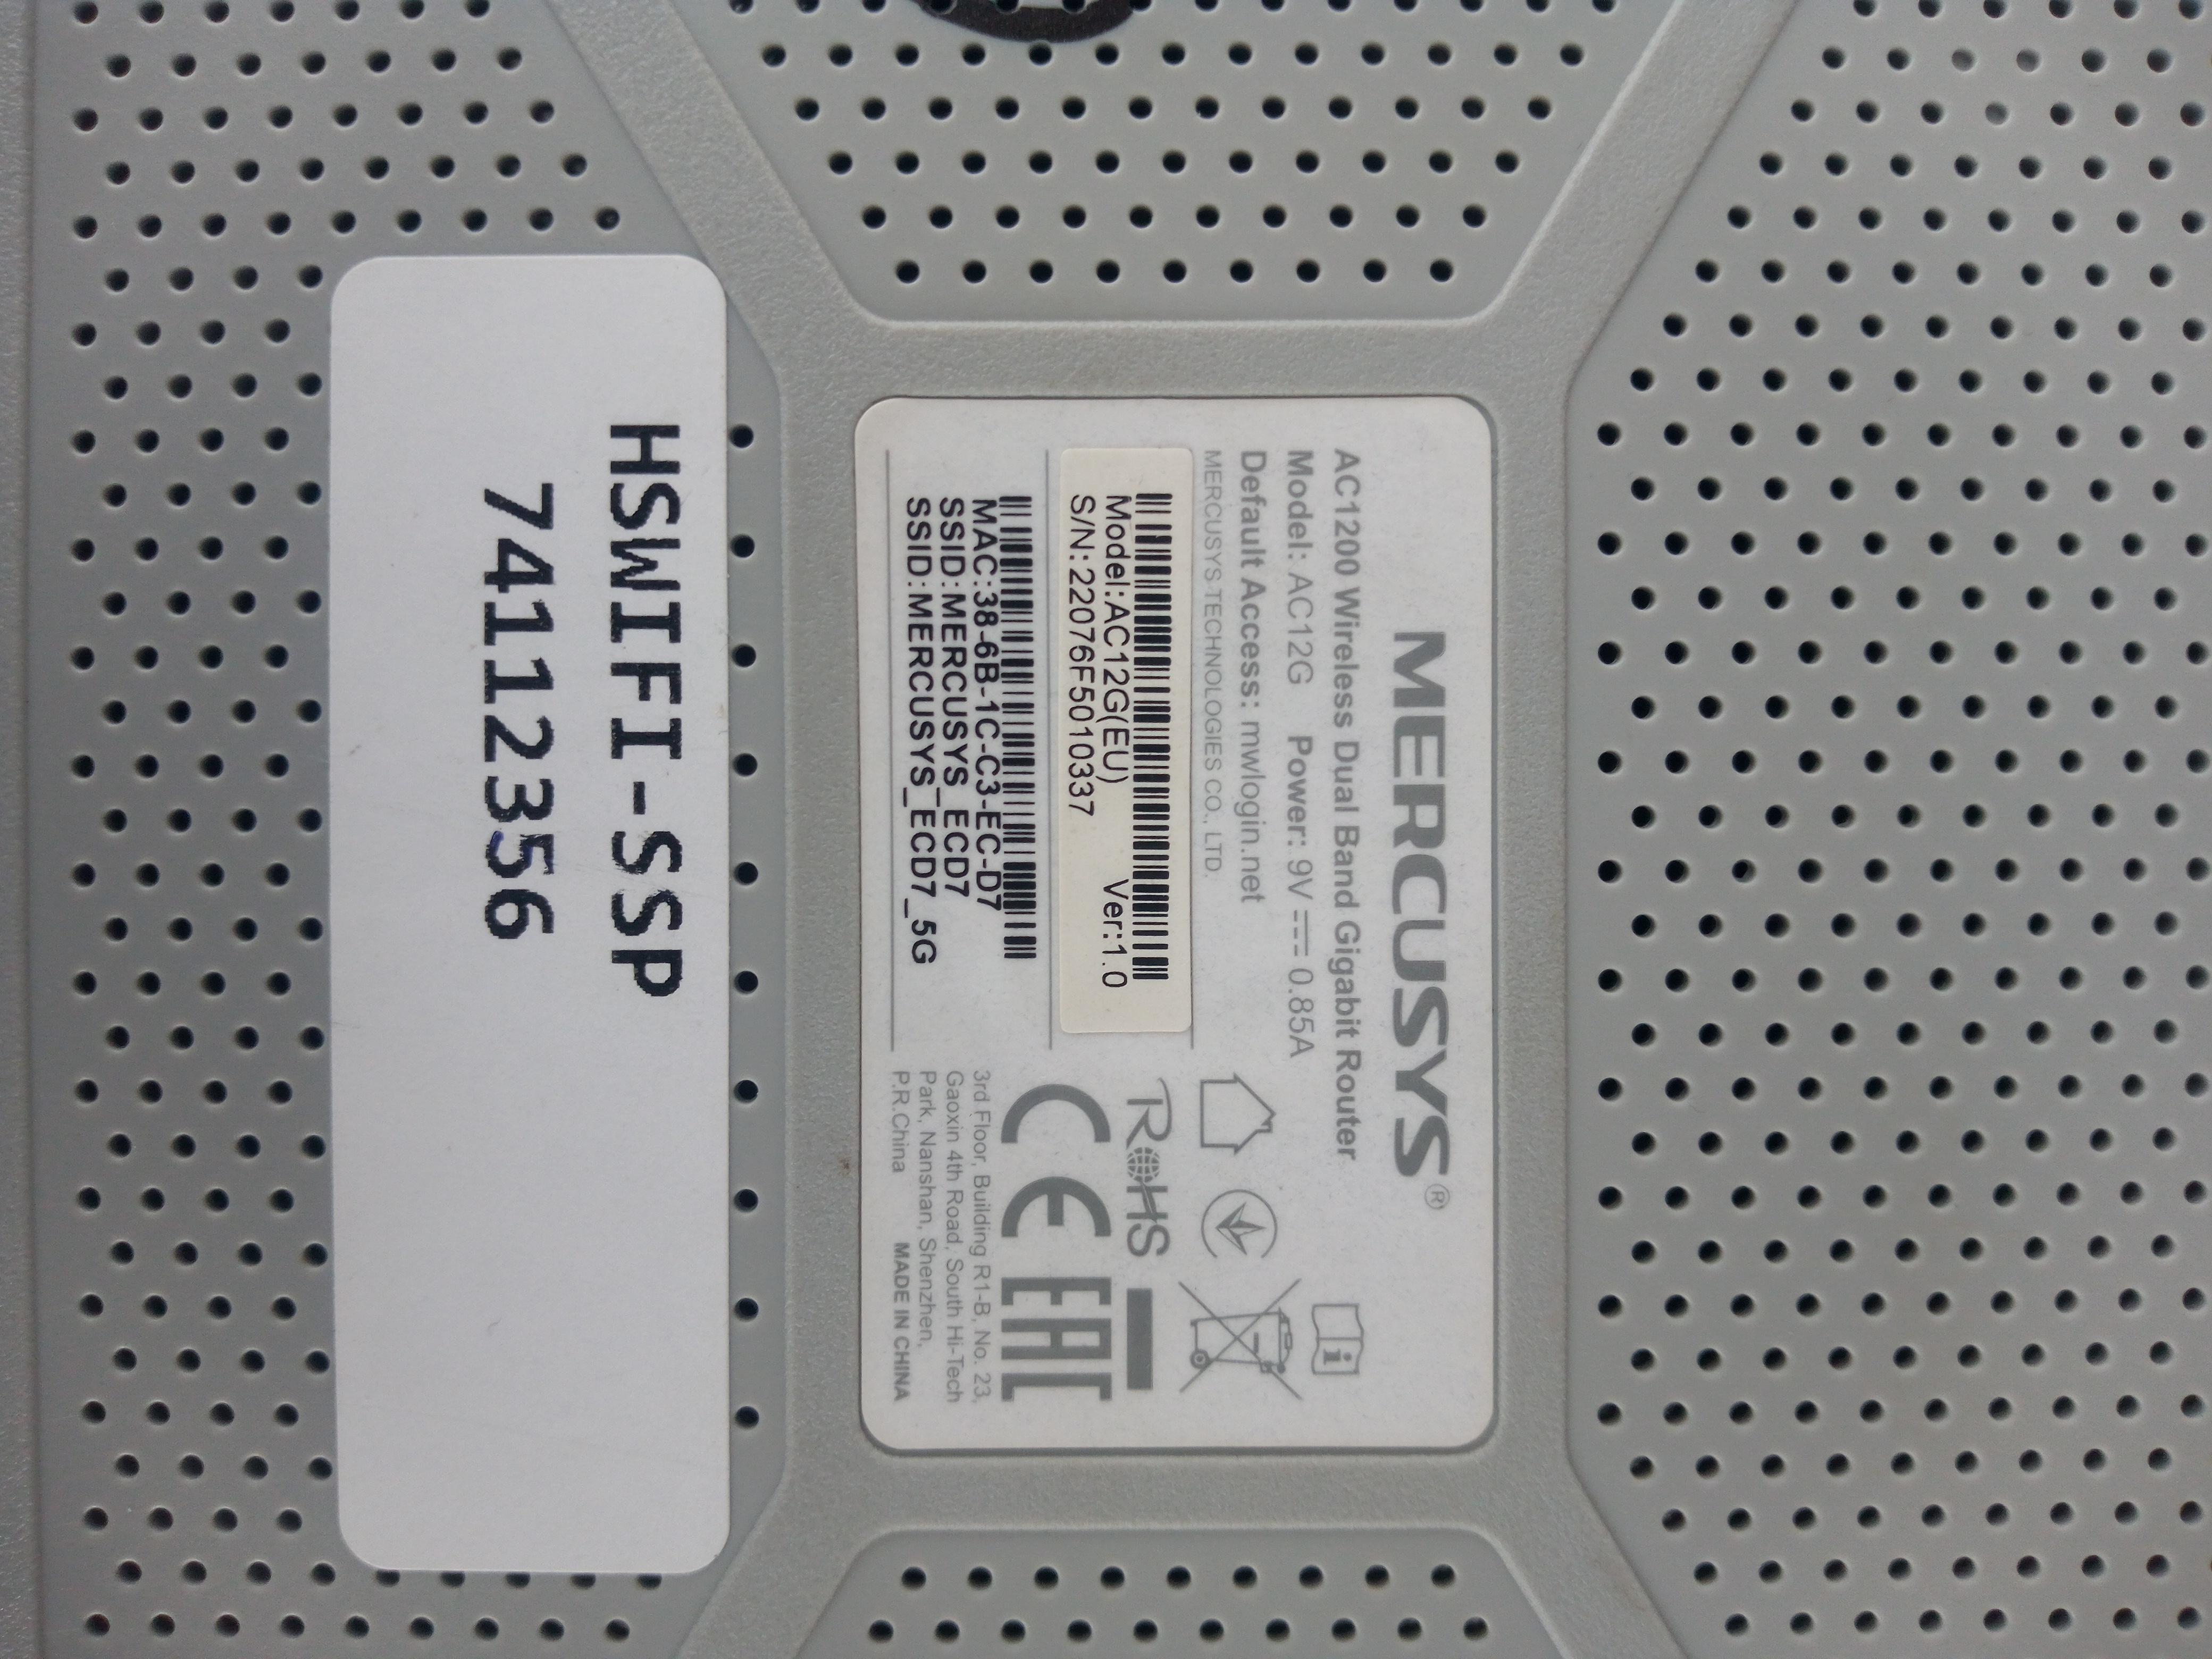 MERCUSYS®
AC1200 Wireless Dual Band Gigabit Router
Model: AC12G Power: 9V⎓0.85A
Default Access: mwlogin.net
MERCUSYS TECHNOLOGIES CO., LTD.
Model:AC12G(EU) Ver:1.0
S/N:22076F5010337
MAC:38-6B-1C-C3-EC-D7
SSID:MERCUSYS_ECD7
SSID:MERCUSYS_ECD7_5G
i
RoHS
CE EAC
3rd Floor, Building R1-B, No. 23,
Gaoxin 4th Road, South Hi-Tech
Park, Nanshan, Shenzhen,
P.R.China MADE IN CHINA
HSWIFI-SSP
74112356